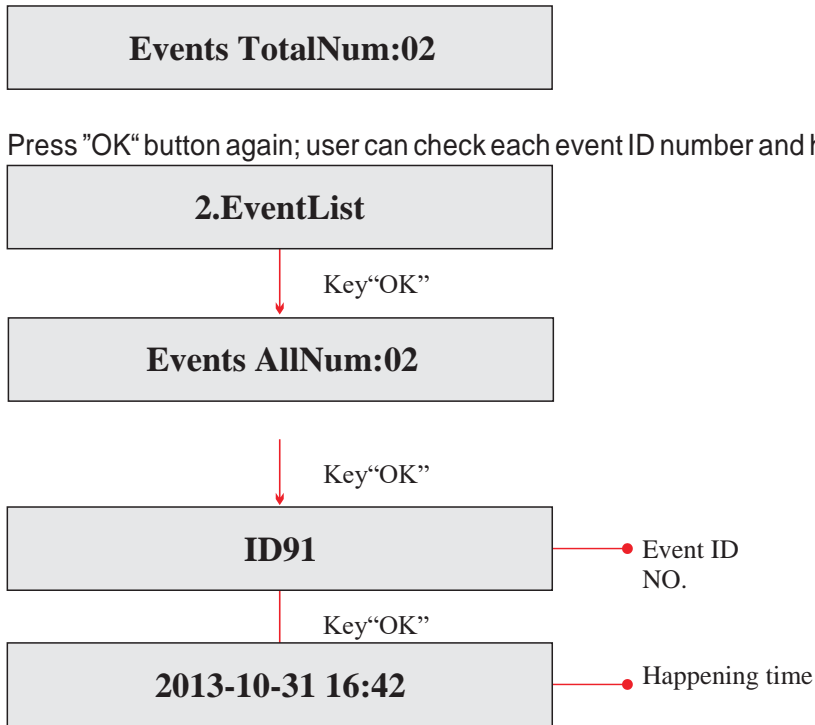 Events TotalNum:02
Press ”OK“ button again; user can check each event ID number and
2.EventList
Key“OK”
Events AllNum:02
Key“OK”
ID91
Event ID
NO.
Key“OK”
2013-10-31 16:42
Happening time